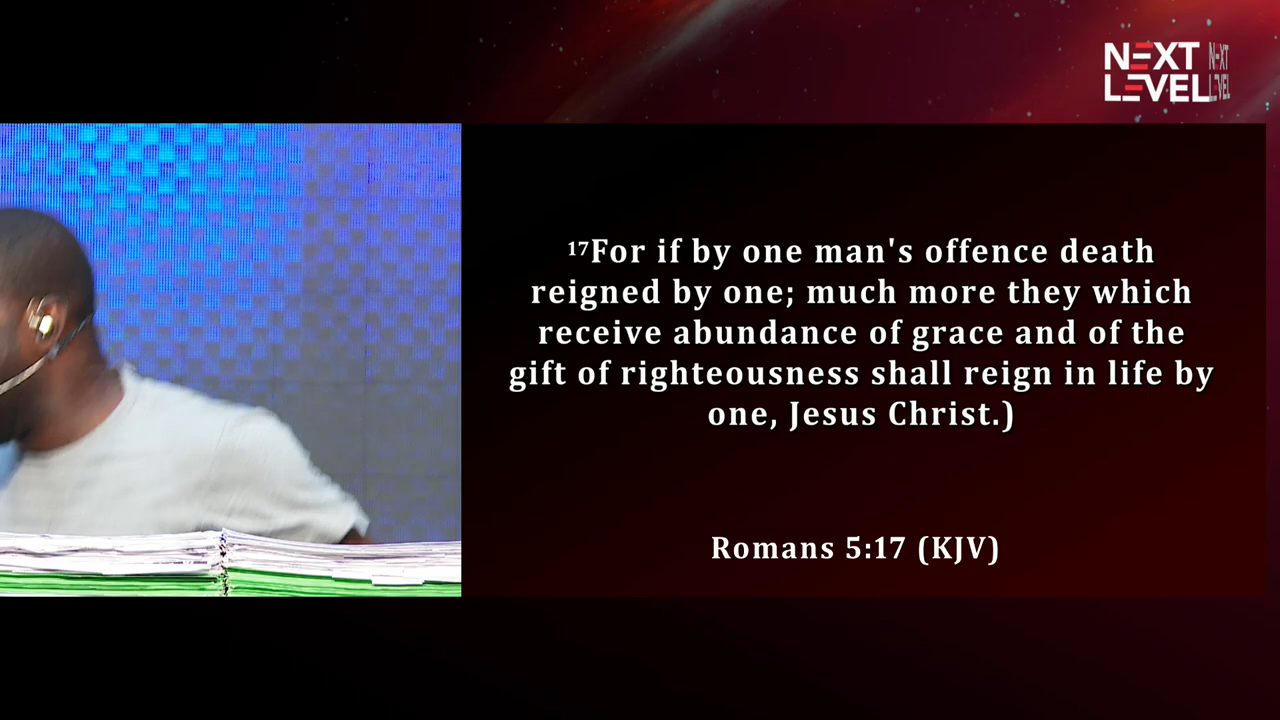 NEXT NEXT
LEVEL LEVEL
¹⁷For if by one man's offence death
reigned by one; much more they which
receive abundance of grace and of the
gift of righteousness shall reign in life by
one, Jesus Christ.)
Romans 5:17 (KJV)